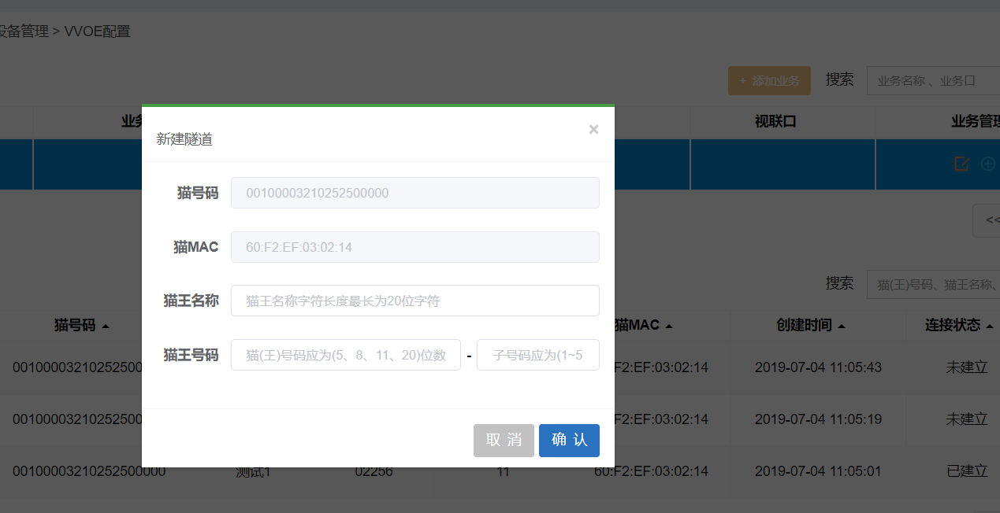 设备管理 > VVOE配置
+ 添加业务 搜索 业务名称 、业务口
业务 视联口 业务管理
新建隧道 ×
猫号码 00100003210252500000
<<
猫MAC 60:F2:EF:03:02:14
搜索 猫(王)号码、猫王名称、
猫王名称 猫王名称字符长度最长为20位字符
猫号码 猫MAC 创建时间 连接状态
猫王号码 猫(王)号码应为(5、8、11、20)位数 - 子号码应为(1~5
0010000321025250 F2:EF:03:02:14 2019-07-04 11:05:43 未建立
0010000321025250 F2:EF:03:02:14 2019-07-04 11:05:19 未建立
取 消 确 认
00100003210252500000 测试1 02256 11 60:F2:EF:03:02:14 2019-07-04 11:05:01 已建立